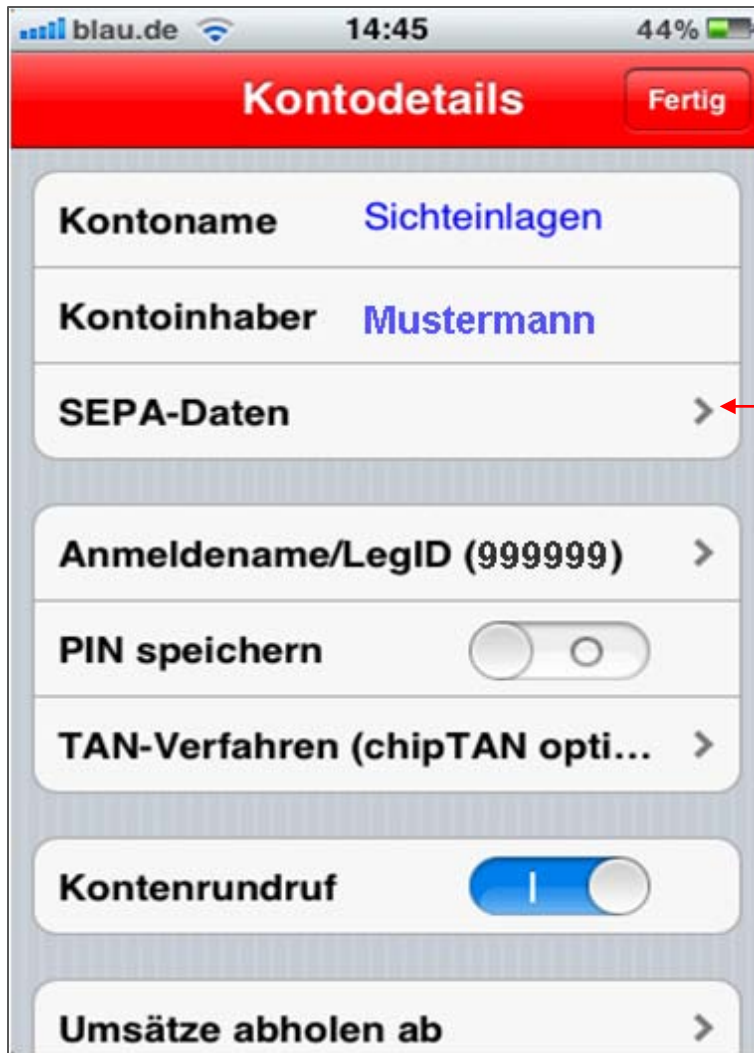 blau.de 14:45 44%
Kontodetails Fertig
Kontoname Sichteinlagen
Kontoinhaber Mustermann
SEPA-Daten
Anmeldename/LegID (999999)
PIN speichern
TAN-Verfahren (chipTAN opti...
Kontenrundruf
Umsätze abholen ab